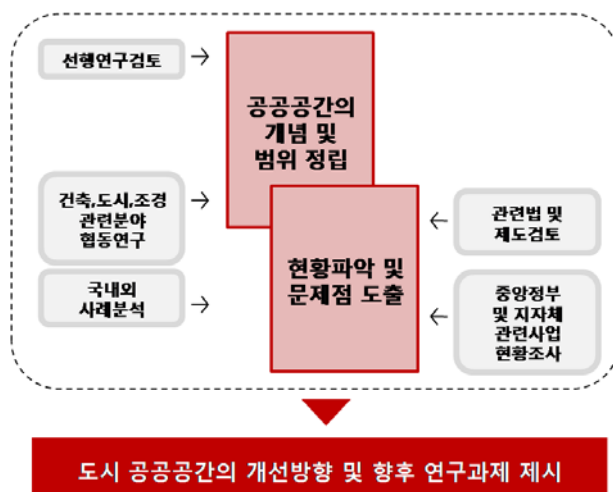 선행연구검토
공공공간의
개념 및
범위 정립
건축,도시,조경
관련분야
협동연구
관련법 및
제도검토
현황파악 및
문제점 도출
국내외
사례분석
중앙정부
및 지자체
관련사업
현황조사
도시 공공공간의 개선방향 및 향후 연구과제 제시